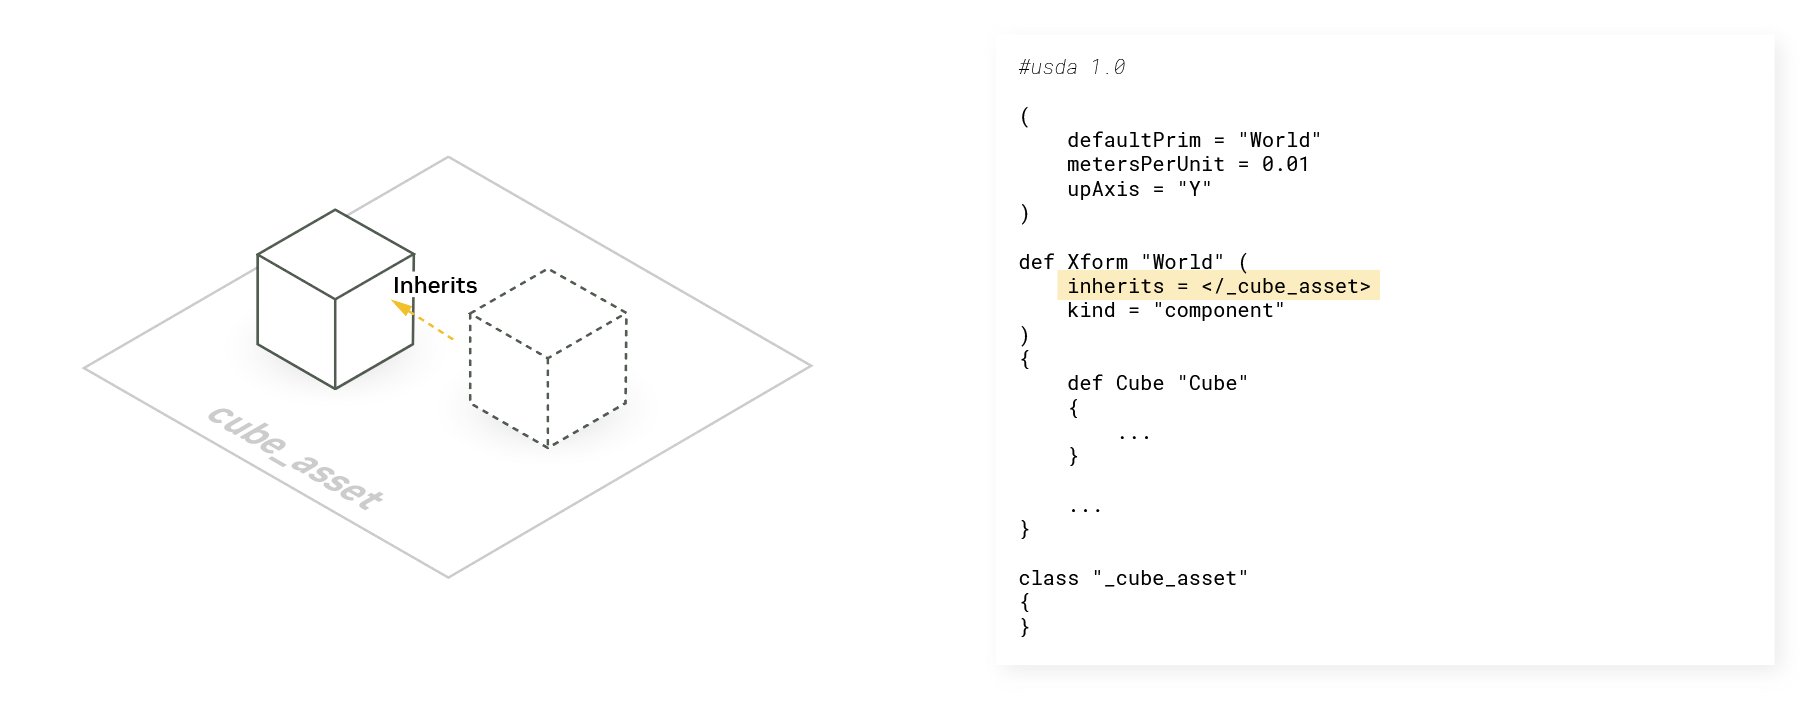 Inherits
cube_asset
#usda 1.0
(
    defaultPrim = "World"
    metersPerUnit = 0.01
    upAxis = "Y"
)
def Xform "World" (
    inherits = </_cube_asset>
    kind = "component"
)
{
    def Cube "Cube"
    {
        ...
    }
    ...
}
class "_cube_asset"
{
}